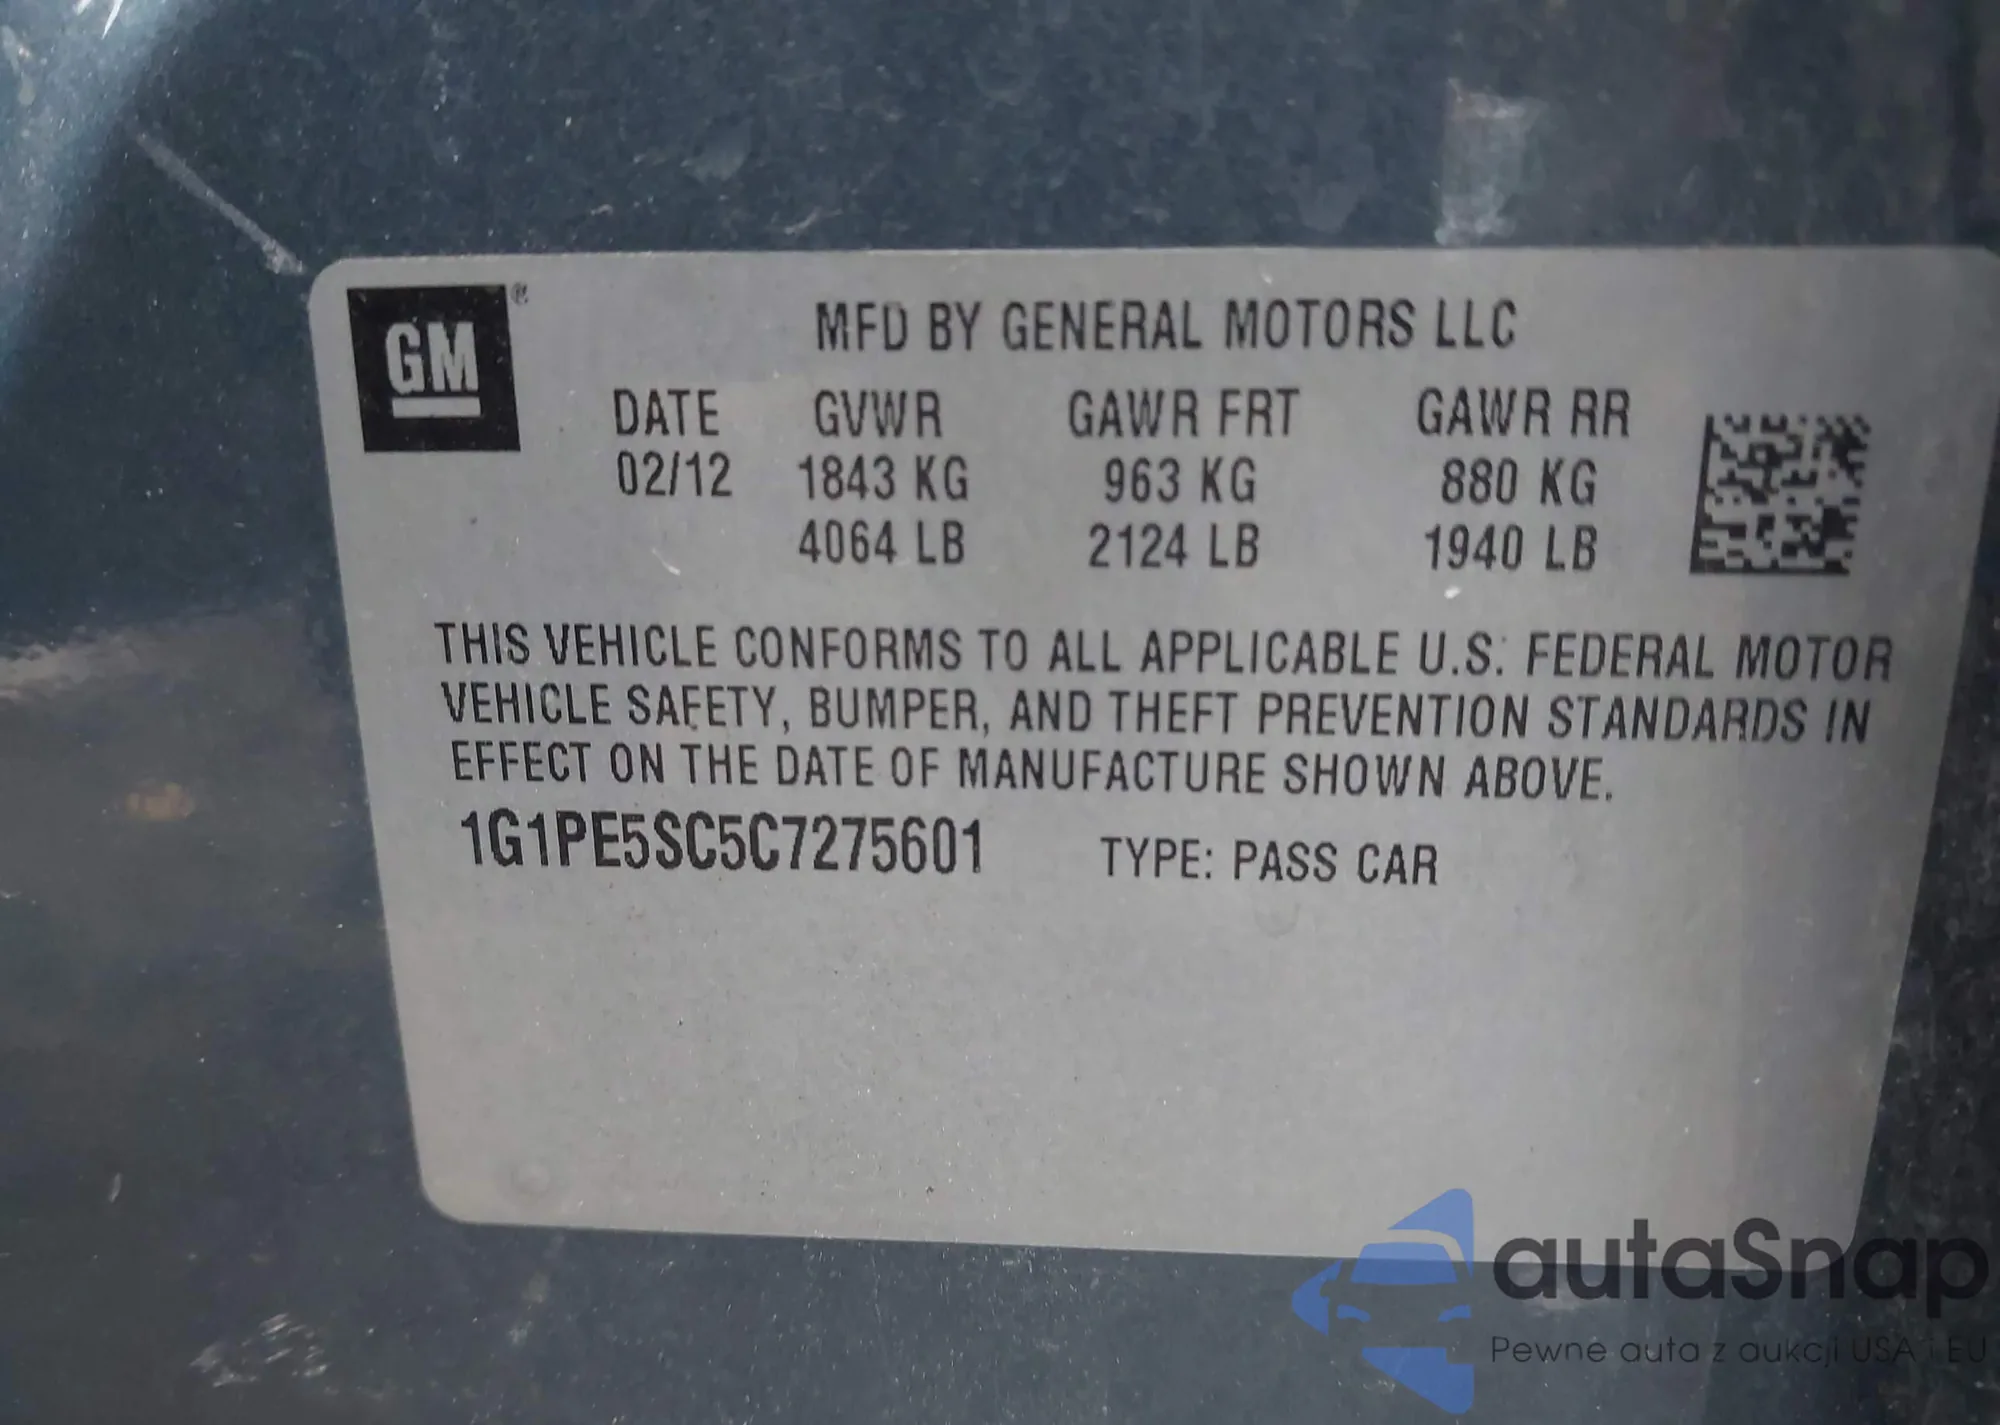 GM ®
MFD BY GENERAL MOTORS LLC
DATE GVWR GAWR FRT GAWR RR
02/12 1843 KG 963 KG 880 KG
4064 LB 2124 LB 1940 LB
THIS VEHICLE CONFORMS TO ALL APPLICABLE U.S. FEDERAL MOTOR
VEHICLE SAFETY, BUMPER, AND THEFT PREVENTION STANDARDS IN
EFFECT ON THE DATE OF MANUFACTURE SHOWN ABOVE.
1G1PE5SC5C7275601 TYPE: PASS CAR
autaSnap
Pewne auta z aukcji USA i EU